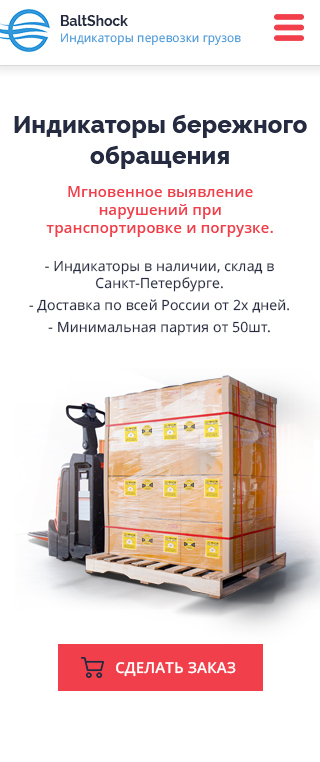 BaltShock
Индикаторы перевозки грузов
Индикаторы бережного
обращения
Мгновенное выявление
нарушений при
транспортировке и погрузке.
- Индикаторы в наличии, склад в
Санкт-Петербурге.
- Доставка по всей России от 2х дней.
- Минимальная партия от 50шт.
СДЕЛАТЬ ЗАКАЗ